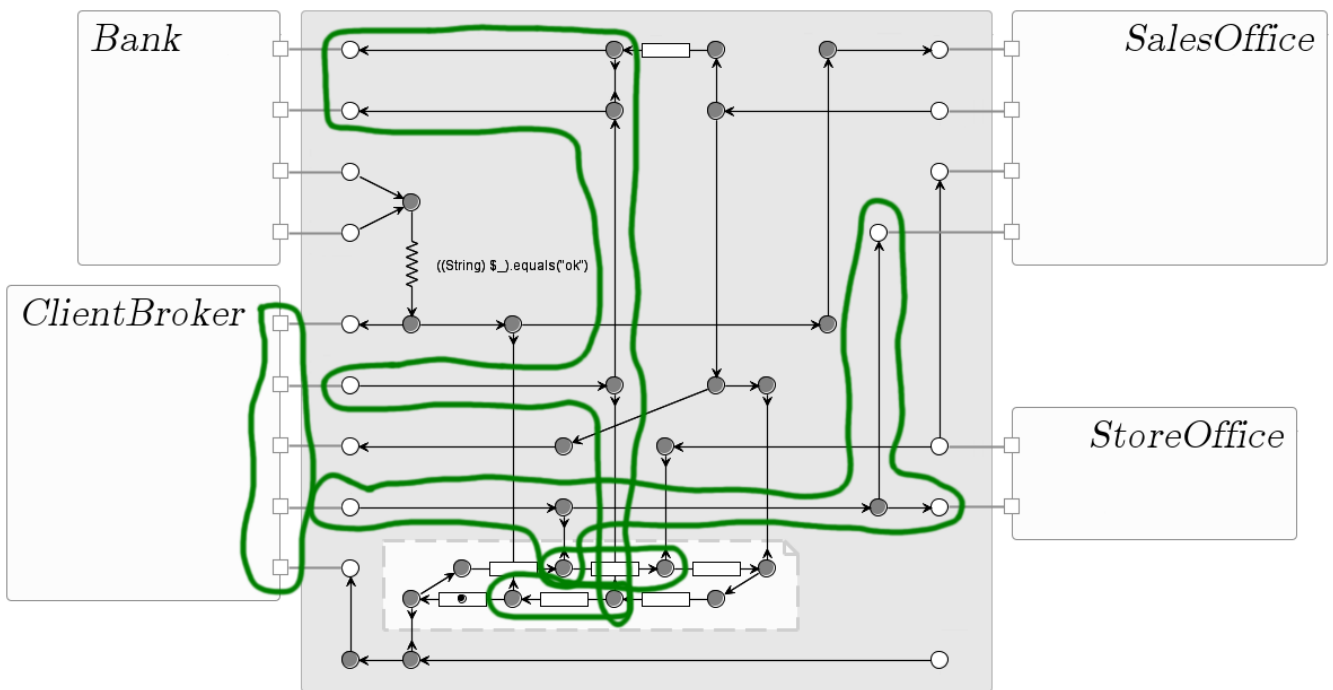 Bank
SalesOffice
((String) $_).equals("ok")
ClientBroker
StoreOffice